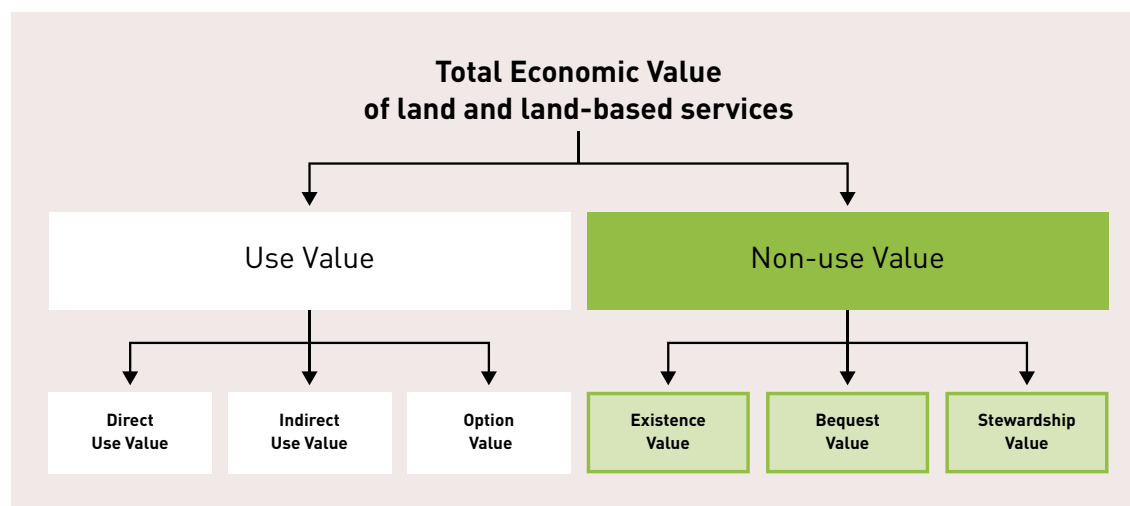 Total Economic Value
of land and land-based services
Use Value
Non-use Value
Direct
Use Value
Indirect
Use Value
Option
Value
Existence
Value
Bequest
Value
Stewardship
Value